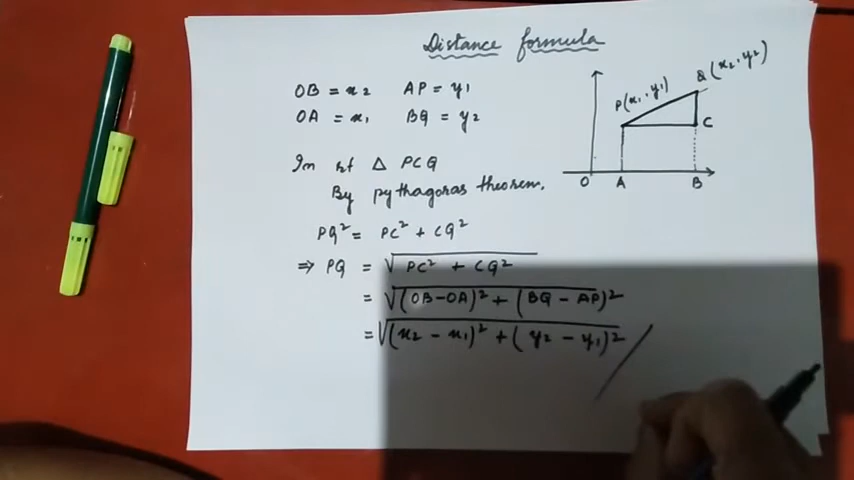 Distance formula
OB = x₂ AP = y₁
OA = x₁ BQ = y₂
In rt Δ PCQ
By pythagoras theorem.
PQ² = PC² + CQ²
⇒ PQ = √(PC² + CQ²)
= √((OB-OA)² + (BQ - AP)²)
= √((x₂ - x₁)² + (y₂ - y₁)²)
Q(x₂, y₂)
P(x₁, y₁)
C
O A B